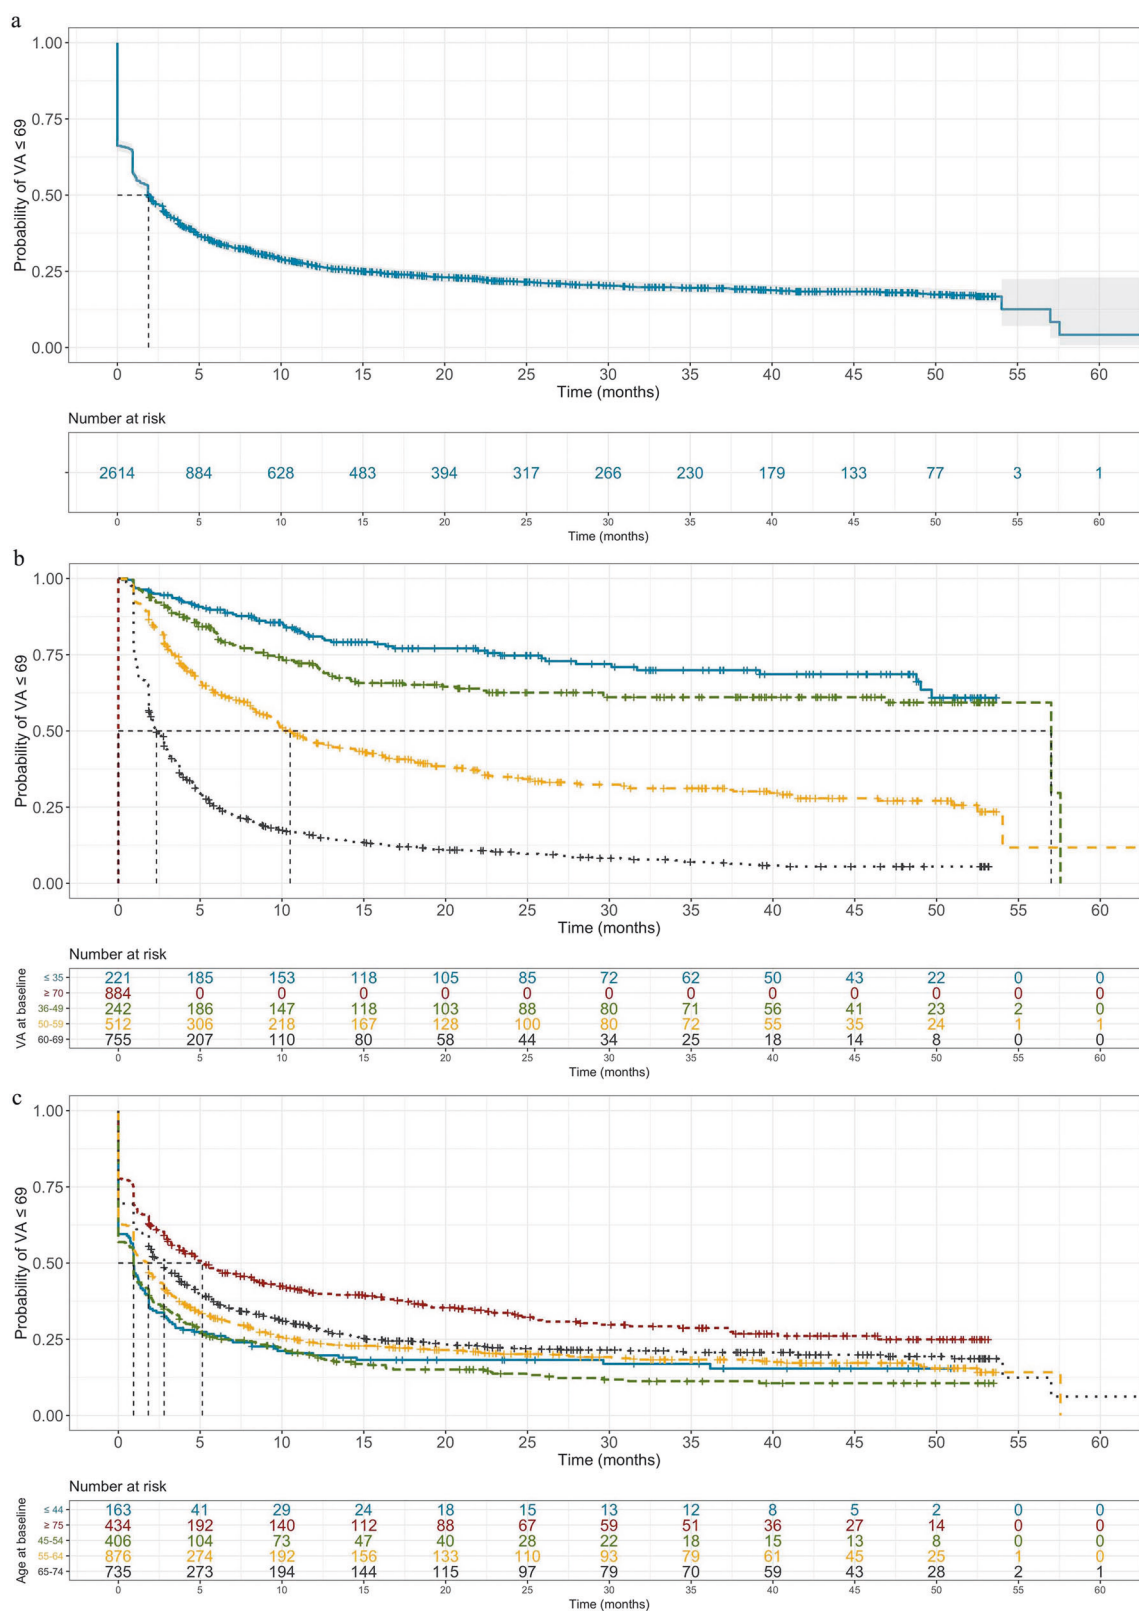 a
Probability of VA ≤ 69
1.00
0.75
0.50
0.25
0.00
0 5 10 15 20 25 30 35 40 45 50 55 60
Time (months)
Number at risk
2614 884 628 483 394 317 266 230 179 133 77 3 1
0 5 10 15 20 25 30 35 40 45 50 55 60
Time (months)
b
Probability of VA ≤ 69
1.00
0.75
0.50
0.25
0.00
0 5 10 15 20 25 30 35 40 45 50 55 60
Time (months)
Number at risk
VA at baseline
≤ 35 221 185 153 118 105 85 72 62 50 43 22 0 0
≥ 70 884 0 0 0 0 0 0 0 0 0 0 0 0
36-49 242 186 147 118 103 88 80 71 56 41 23 2 0
50-59 512 306 218 167 128 100 80 72 55 35 24 1 1
60-69 755 207 110 80 58 44 34 25 18 14 8 0 0
0 5 10 15 20 25 30 35 40 45 50 55 60
Time (months)
c
Probability of VA ≤ 69
1.00
0.75
0.50
0.25
0.00
0 5 10 15 20 25 30 35 40 45 50 55 60
Time (months)
Number at risk
Age at baseline
≤ 44 163 41 29 24 18 15 13 12 8 5 2 0 0
≥ 75 434 192 140 112 88 67 59 51 36 27 14 0 0
45-54 406 104 73 47 40 28 22 18 15 13 8 0 0
55-64 876 274 192 156 133 110 93 79 61 45 25 1 0
65-74 735 273 194 144 115 97 79 70 59 43 28 2 1
0 5 10 15 20 25 30 35 40 45 50 55 60
Time (months)